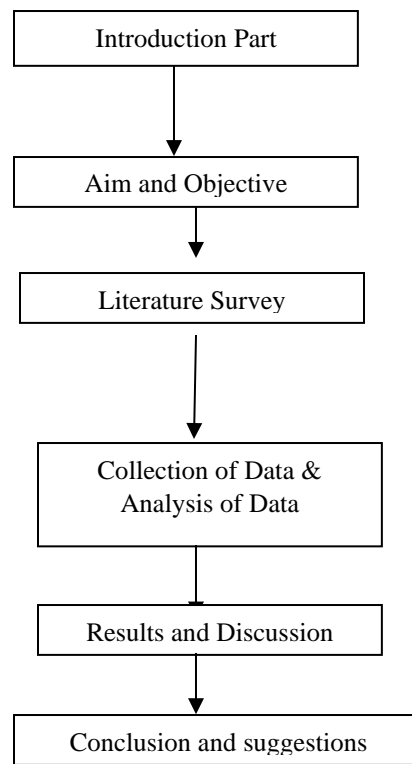 Introduction Part
Aim and Objective
Literature Survey
Collection of Data &
Analysis of Data
Results and Discussion
Conclusion and suggestions